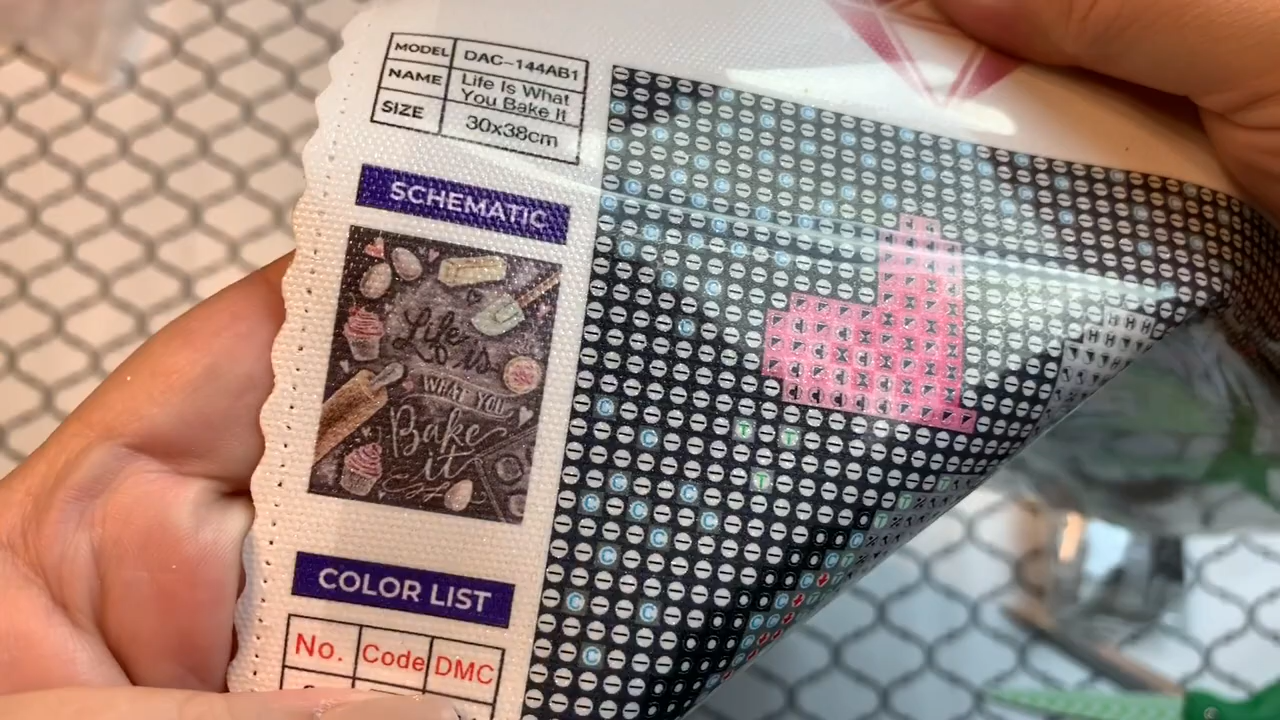 MODEL DAC-144AB1
NAME Life Is What
You Bake It
SIZE 30x38cm
SCHEMATIC
Life
is
WHAT YOU
Bake
it
COLOR LIST
No. Code DMC